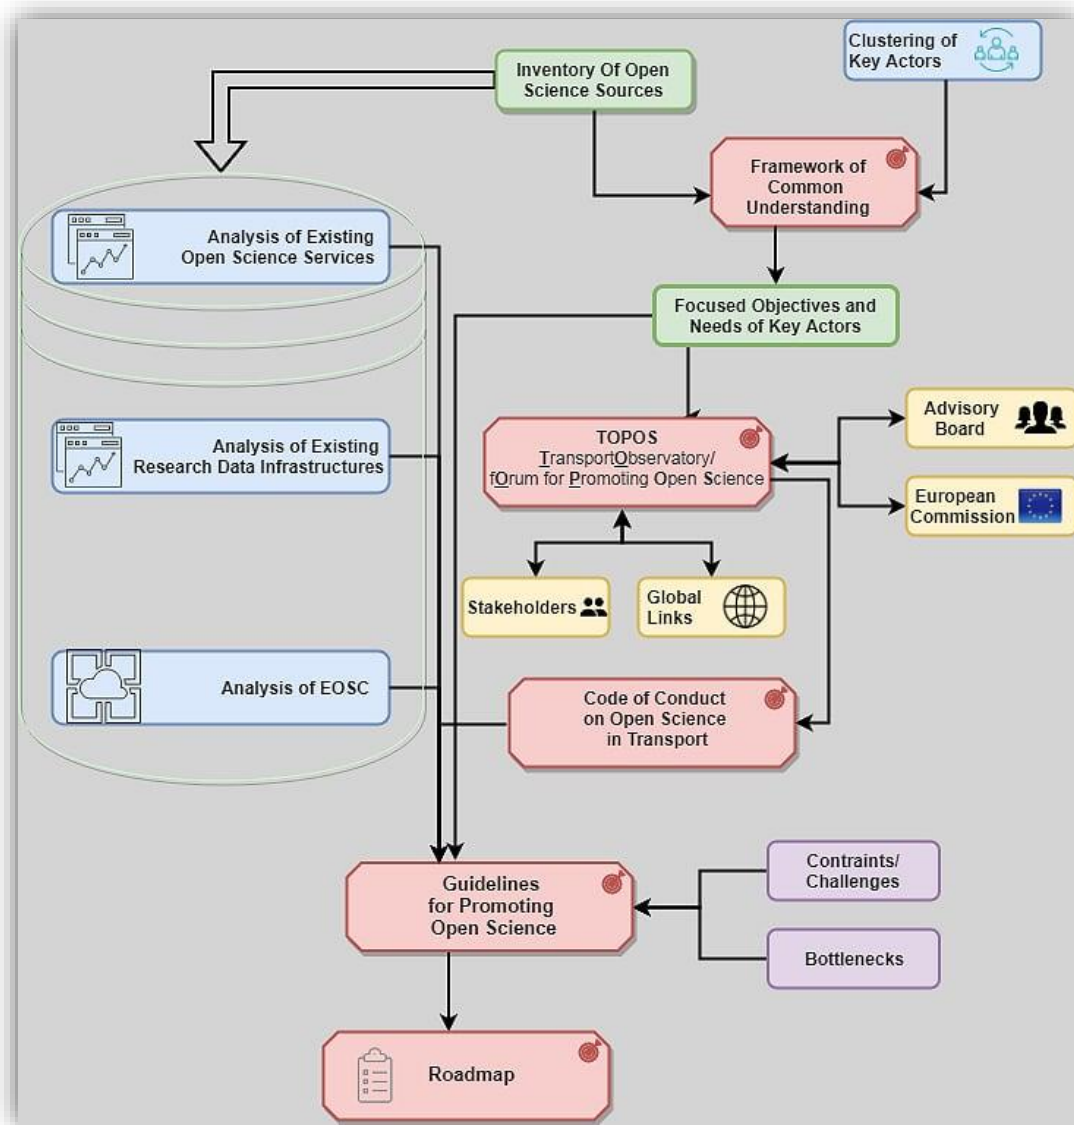 Clustering of
Key Actors
Inventory Of Open
Science Sources
Framework of
Common
Understanding
Analysis of Existing
Open Science Services
Focused Objectives and
Needs of Key Actors
Advisory
Board
TOPOS
TransportObservatory/
fOrum for Promoting Open Science
Analysis of Existing
Research Data Infrastructures
European
Commission
Stakeholders
Global
Links
Analysis of EOSC
Code of Conduct
on Open Science
in Transport
Contraints/
Challenges
Guidelines
for Promoting
Open Science
Bottlenecks
Roadmap